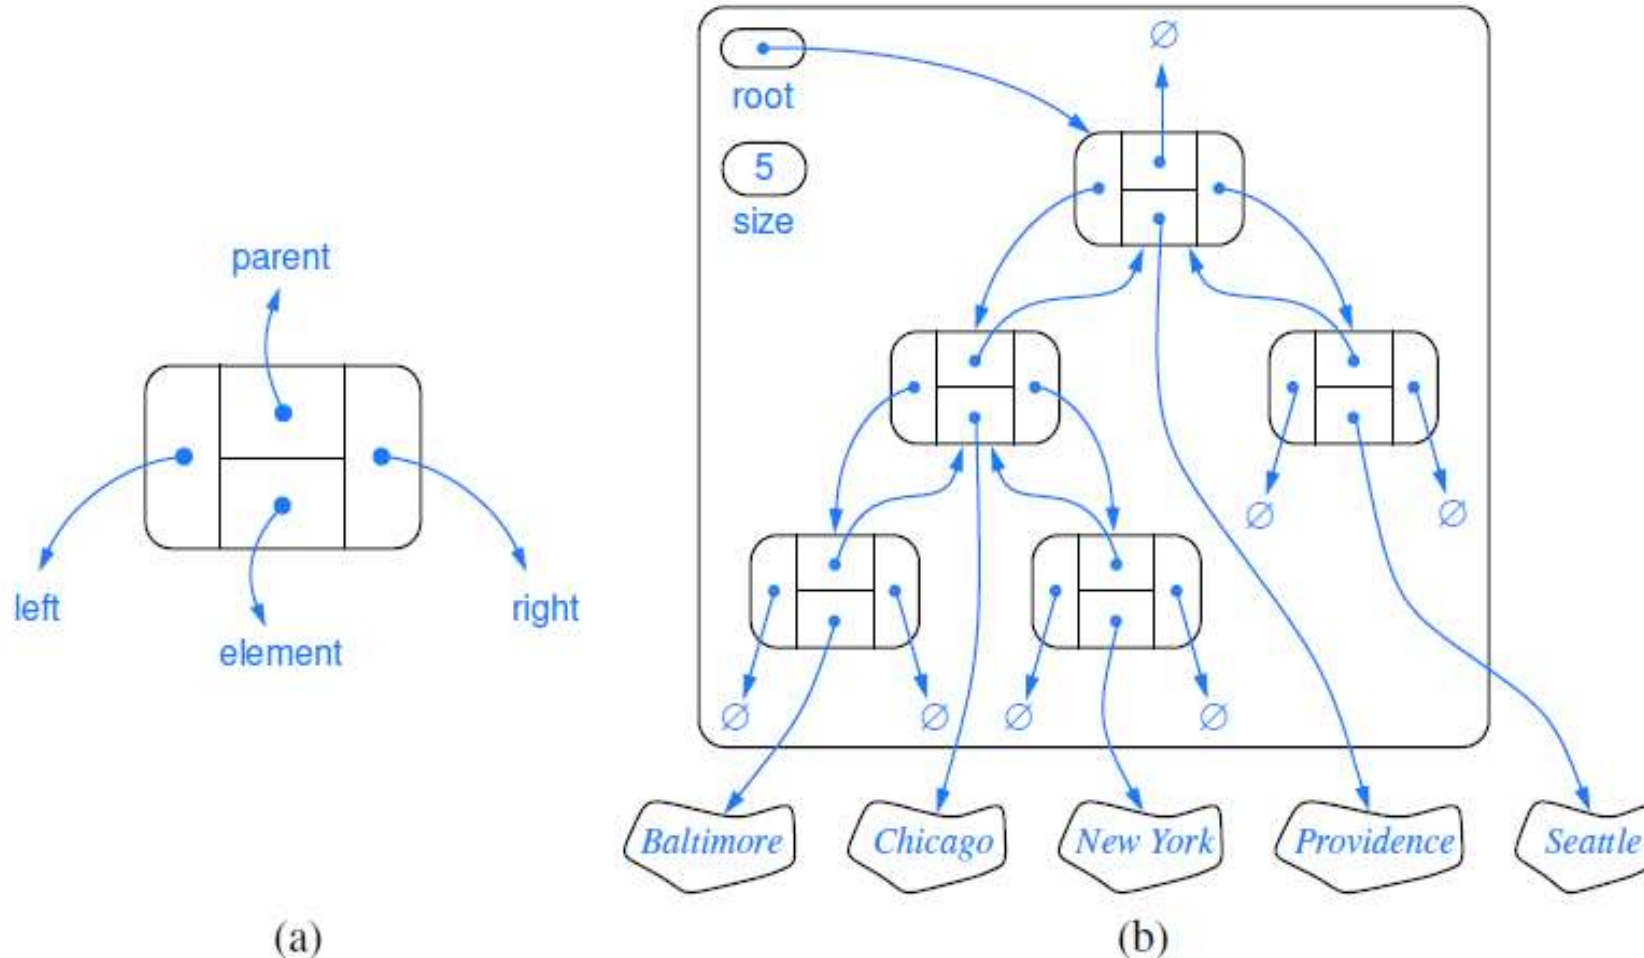 parent
left
element
right
(a)
∅
root
5
size
∅
∅
∅
∅
∅
∅
Baltimore
Chicago
New York
Providence
Seattle
(b)